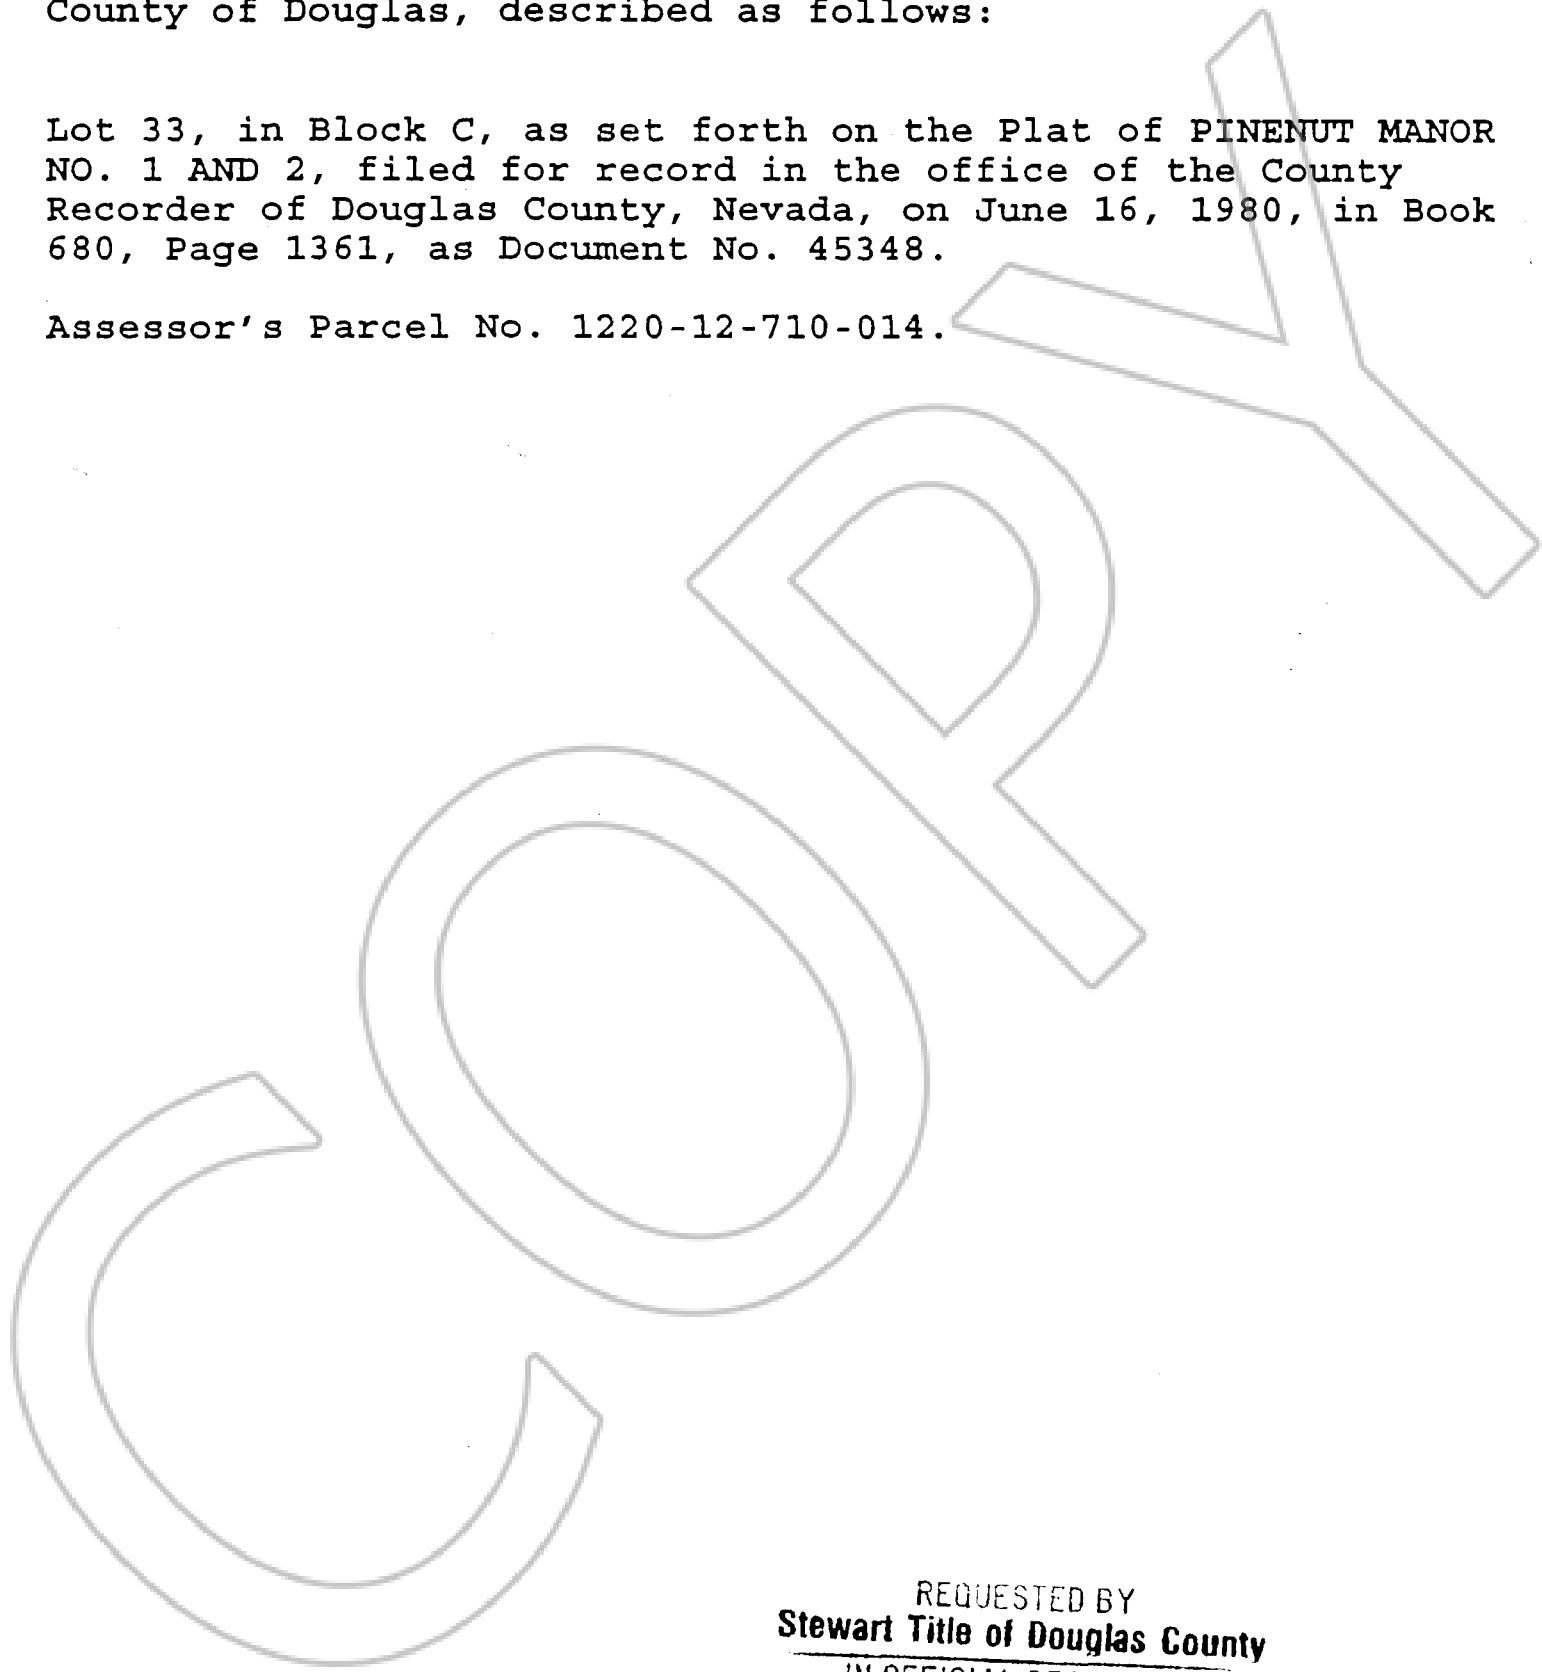 County of Douglas, described as follows:
Lot 33, in Block C, as set forth on the Plat of PINENUT MANOR
NO. 1 AND 2, filed for record in the office of the County
Recorder of Douglas County, Nevada, on June 16, 1980, in Book
680, Page 1361, as Document No. 45348.
Assessor's Parcel No. 1220-12-710-014.
COPY
REQUESTED BY
Stewart Title of Douglas County